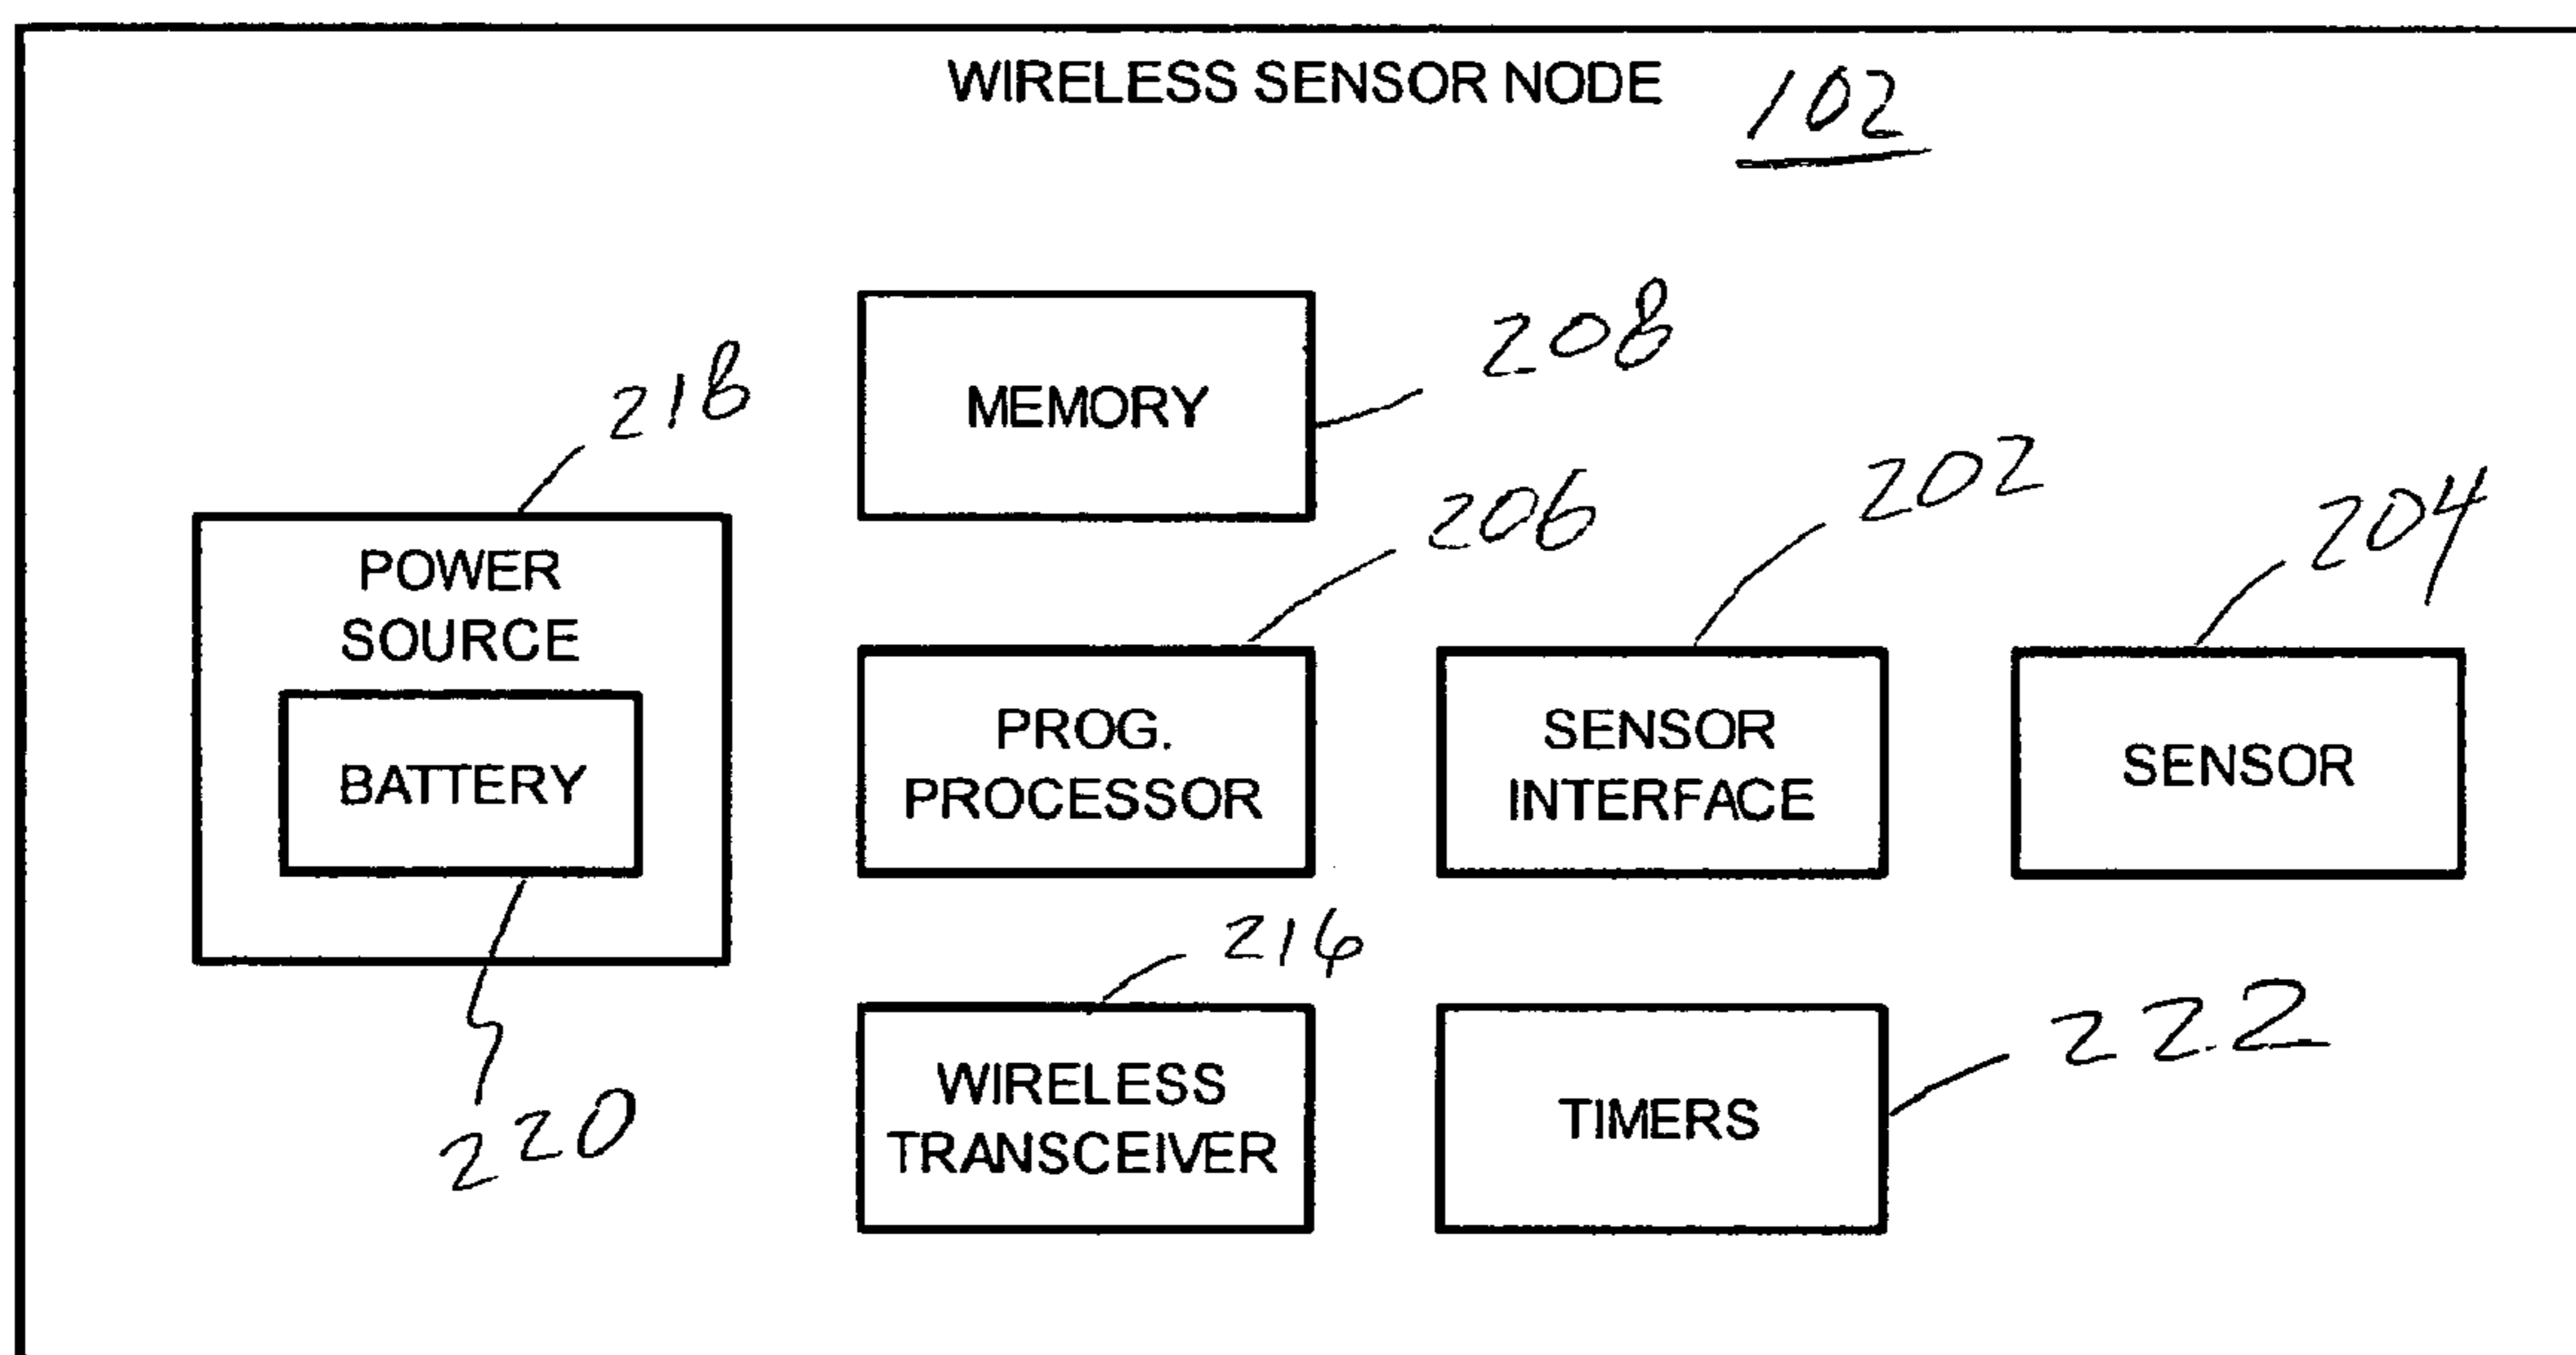 WIRELESS SENSOR NODE 102
208
MEMORY
218
POWER
SOURCE
BATTERY
220
206
PROG.
PROCESSOR
202
SENSOR
INTERFACE
204
SENSOR
216
WIRELESS
TRANSCEIVER
TIMERS
222